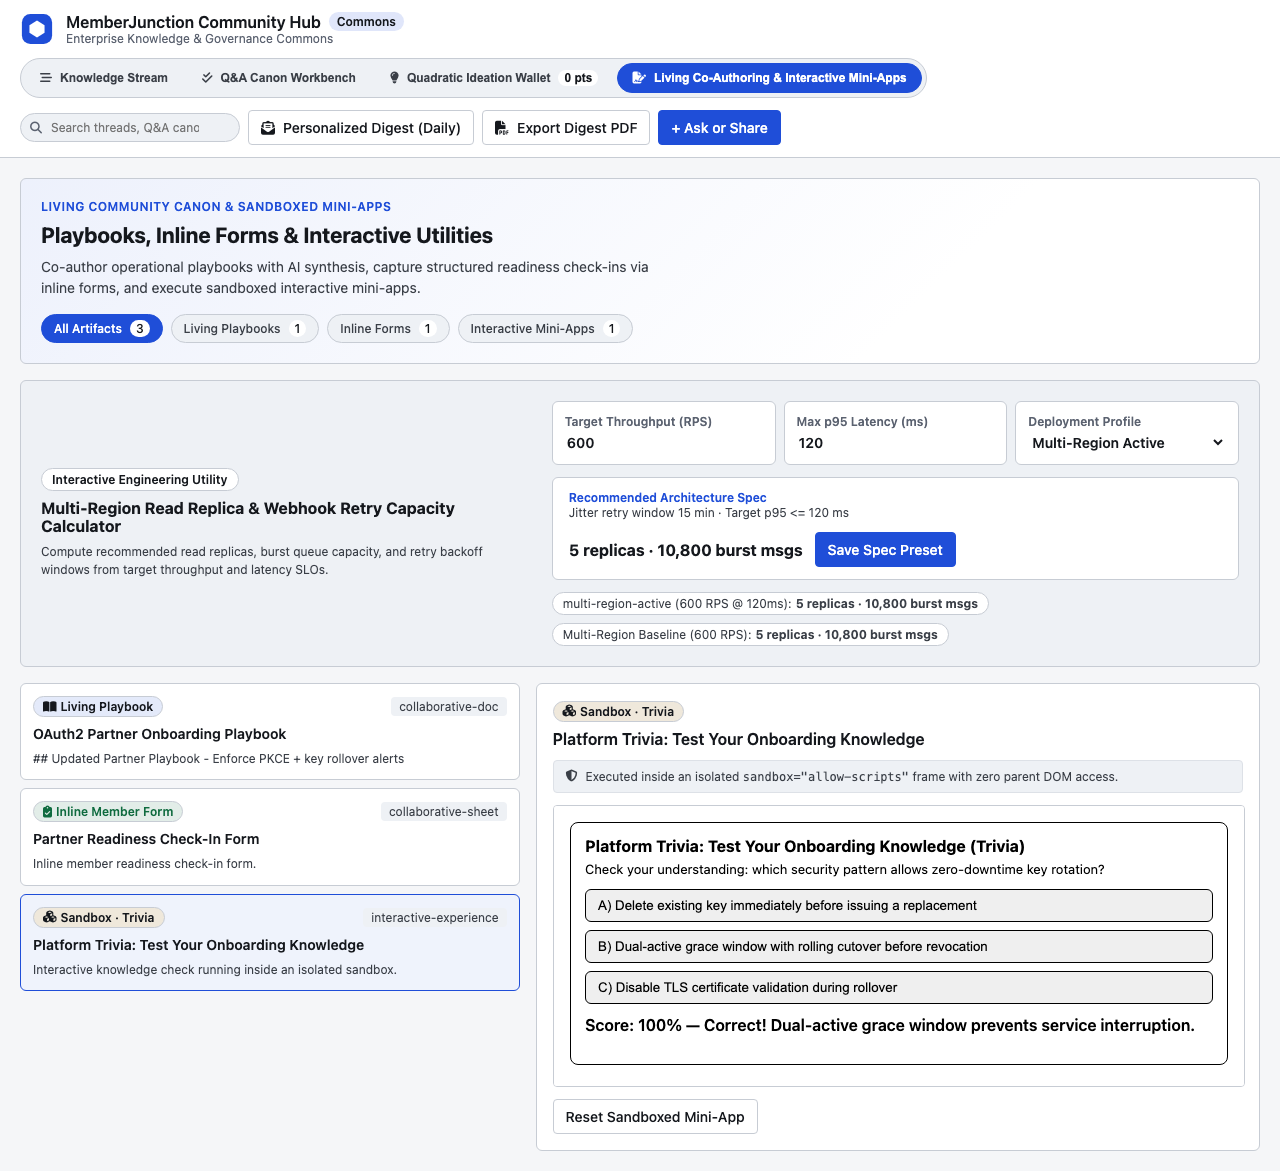 MemberJunction Community Hub Commons
Enterprise Knowledge & Governance Commons
Knowledge Stream
Q&A Canon Workbench
Quadratic Ideation Wallet 0 pts
Living Co-Authoring & Interactive Mini-Apps
Search threads, Q&A cano
Personalized Digest (Daily)
Export Digest PDF
+ Ask or Share
LIVING COMMUNITY CANON & SANDBOXED MINI-APPS
Playbooks, Inline Forms & Interactive Utilities
Co-author operational playbooks with AI synthesis, capture structured readiness check-ins via
inline forms, and execute sandboxed interactive mini-apps.
All Artifacts 3
Living Playbooks 1
Inline Forms 1
Interactive Mini-Apps 1
Interactive Engineering Utility
Multi-Region Read Replica & Webhook Retry Capacity
Calculator
Compute recommended read replicas, burst queue capacity, and retry backoff
windows from target throughput and latency SLOs.
Target Throughput (RPS)
600
Max p95 Latency (ms)
120
Deployment Profile
Multi-Region Active
Recommended Architecture Spec
Jitter retry window 15 min · Target p95 <= 120 ms
5 replicas · 10,800 burst msgs
Save Spec Preset
multi-region-active (600 RPS @ 120ms): 5 replicas · 10,800 burst msgs
Multi-Region Baseline (600 RPS): 5 replicas · 10,800 burst msgs
Living Playbook
collaborative-doc
OAuth2 Partner Onboarding Playbook
## Updated Partner Playbook - Enforce PKCE + key rollover alerts
Inline Member Form
collaborative-sheet
Partner Readiness Check-In Form
Inline member readiness check-in form.
Sandbox · Trivia
interactive-experience
Platform Trivia: Test Your Onboarding Knowledge
Interactive knowledge check running inside an isolated sandbox.
Sandbox · Trivia
Platform Trivia: Test Your Onboarding Knowledge
Executed inside an isolated sandbox="allow-scripts" frame with zero parent DOM access.
Platform Trivia: Test Your Onboarding Knowledge (Trivia)
Check your understanding: which security pattern allows zero-downtime key rotation?
A) Delete existing key immediately before issuing a replacement
B) Dual-active grace window with rolling cutover before revocation
C) Disable TLS certificate validation during rollover
Score: 100% — Correct! Dual-active grace window prevents service interruption.
Reset Sandboxed Mini-App